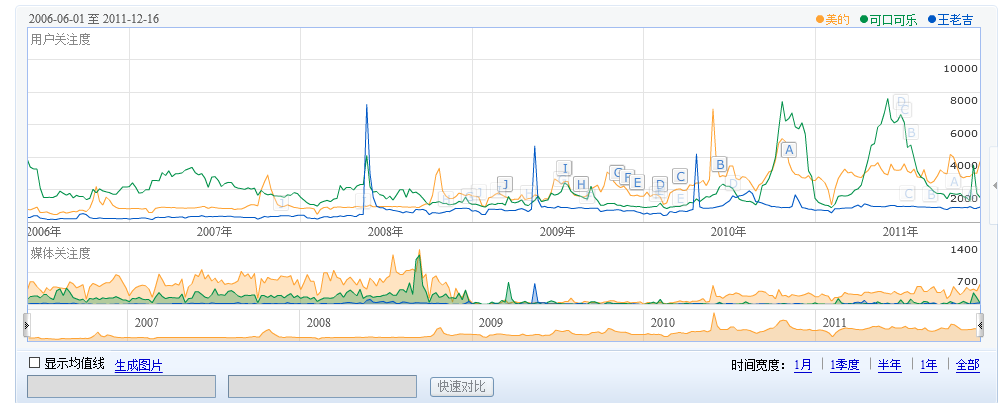 2006-06-01 至 2011-12-16 美的 可口可乐 王老吉
用户关注度
10000
8000
6000
4000
2000
D
C
B
A
I
B
J
H
G
F
E
D
C
E
D
C
B
A
2006年 2007年 2008年 2009年 2010年 2011年
媒体关注度
1400
700
2007 2008 2009 2010 2011
显示均值线 生成图片 时间宽度: 1月 1季度 半年 1年 全部
快速对比